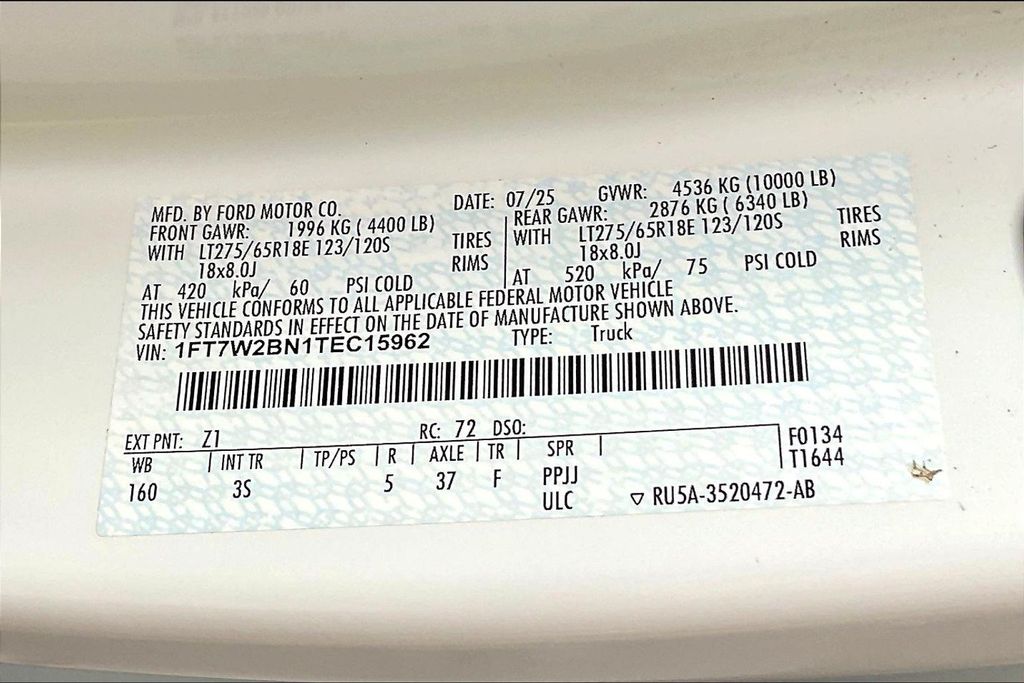 MFD. BY FORD MOTOR CO. DATE: 07/25 GVWR: 4536 KG (10000 LB)
FRONT GAWR: 1996 KG ( 4400 LB) REAR GAWR: 2876 KG ( 6340 LB)
WITH LT275/65R18E 123/120S TIRES WITH LT275/65R18E 123/120S TIRES
18x8.0J RIMS 18x8.0J RIMS
AT 420 kPa/ 60 PSI COLD AT 520 kPa/ 75 PSI COLD
THIS VEHICLE CONFORMS TO ALL APPLICABLE FEDERAL MOTOR VEHICLE
SAFETY STANDARDS IN EFFECT ON THE DATE OF MANUFACTURE SHOWN ABOVE.
VIN: 1FT7W2BN1TEC15962 TYPE: Truck
EXT PNT: Z1 RC: 72 DSO:
WB INT TR TP/PS R AXLE TR SPR F0134
160 3S 5 37 F PPJJ T1644
ULC ▽ RU5A-3520472-AB